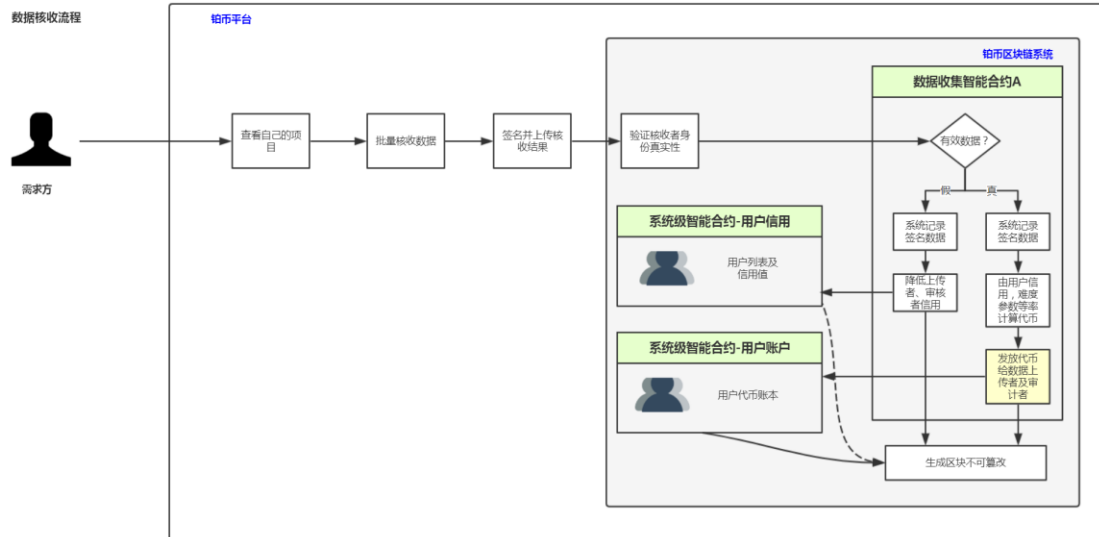 数据核收流程
铂币平台
铂币区块链系统
数据收集智能合约A
查看自己的项
目
批量核收数据
签名并上传核
收结果
验证核收者身
份真实性
有效数据？
需求方
假
真
系统级智能合约-用户信用
用户列表及
信用值
系统记录
签名数据
系统记录
签名数据
降低上传
者、审核
者信用
由用户信
用，难度
参数等率
计算代币
系统级智能合约-用户账户
用户代币账本
发放代币
给数据上
传者及审
计者
生成区块不可篡改